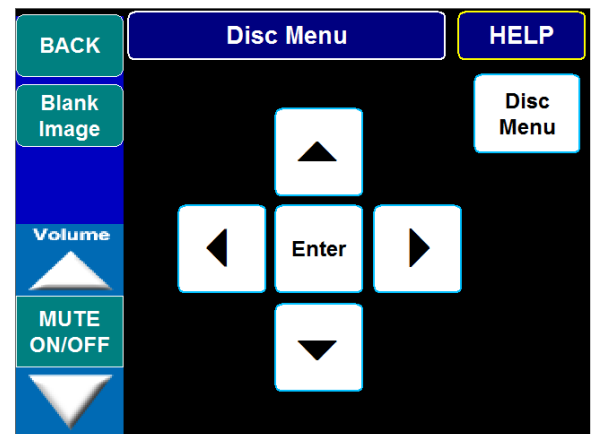 BACK
Disc Menu
HELP
Blank
Image
Disc
Menu
Volume
Enter
MUTE
ON/OFF